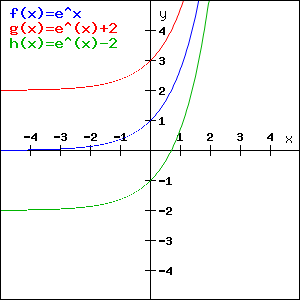 f(x)=e^x
g(x)=e^(x)+2
h(x)=e^(x)-2
y
4
3
2
1
-4 -3 -2 -1 1 2 3 4 x
-1
-2
-3
-4